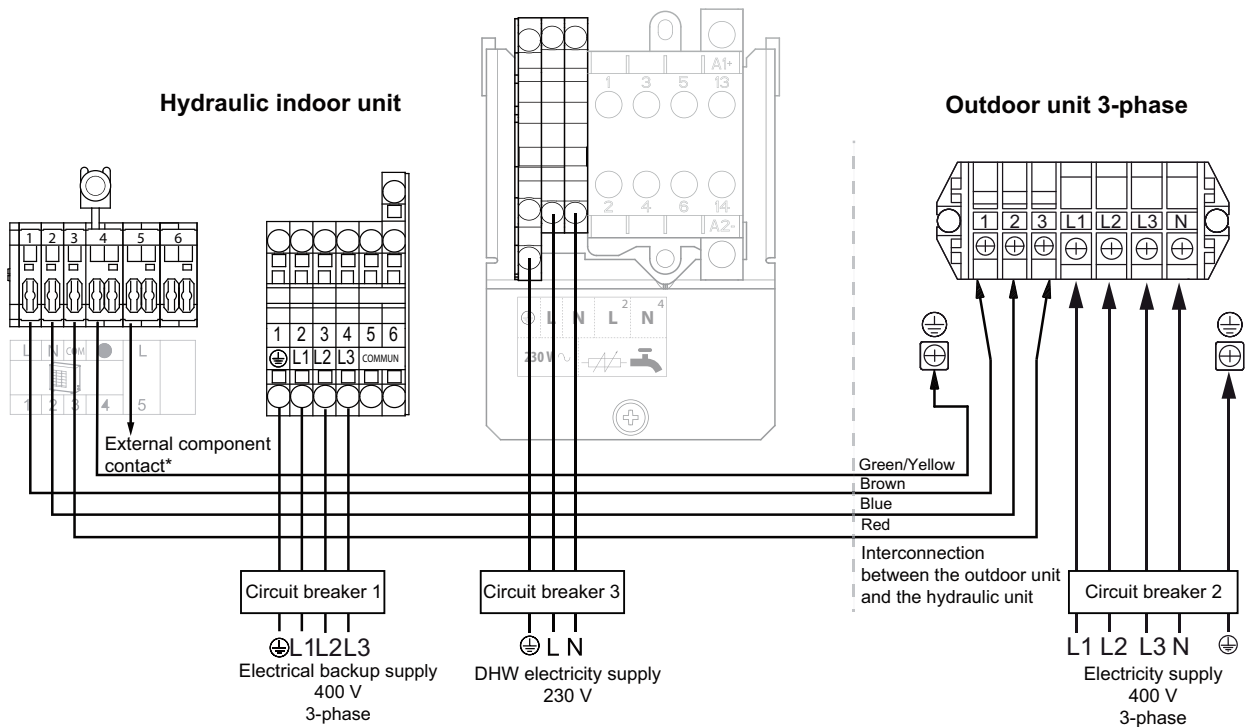 Hydraulic indoor unit
Outdoor unit 3-phase
A1+
1 3 5 13
2 4 6 14
A2-
1 2 3 4 5 6
L N COM L
1 2 3 4 5
1 2 3 4 5 6
L1 L2 L3 COMMUN
L N L 2 N 4
230 V ~
1 2 3 L1 L2 L3 N
External component
contact*
Green/Yellow
Brown
Blue
Red
Interconnection
between the outdoor unit
and the hydraulic unit
Circuit breaker 1
Circuit breaker 3
Circuit breaker 2
L1 L2 L3
Electrical backup supply
400 V
3-phase
L N
DHW electricity supply
230 V
L1 L2 L3 N
Electricity supply
400 V
3-phase